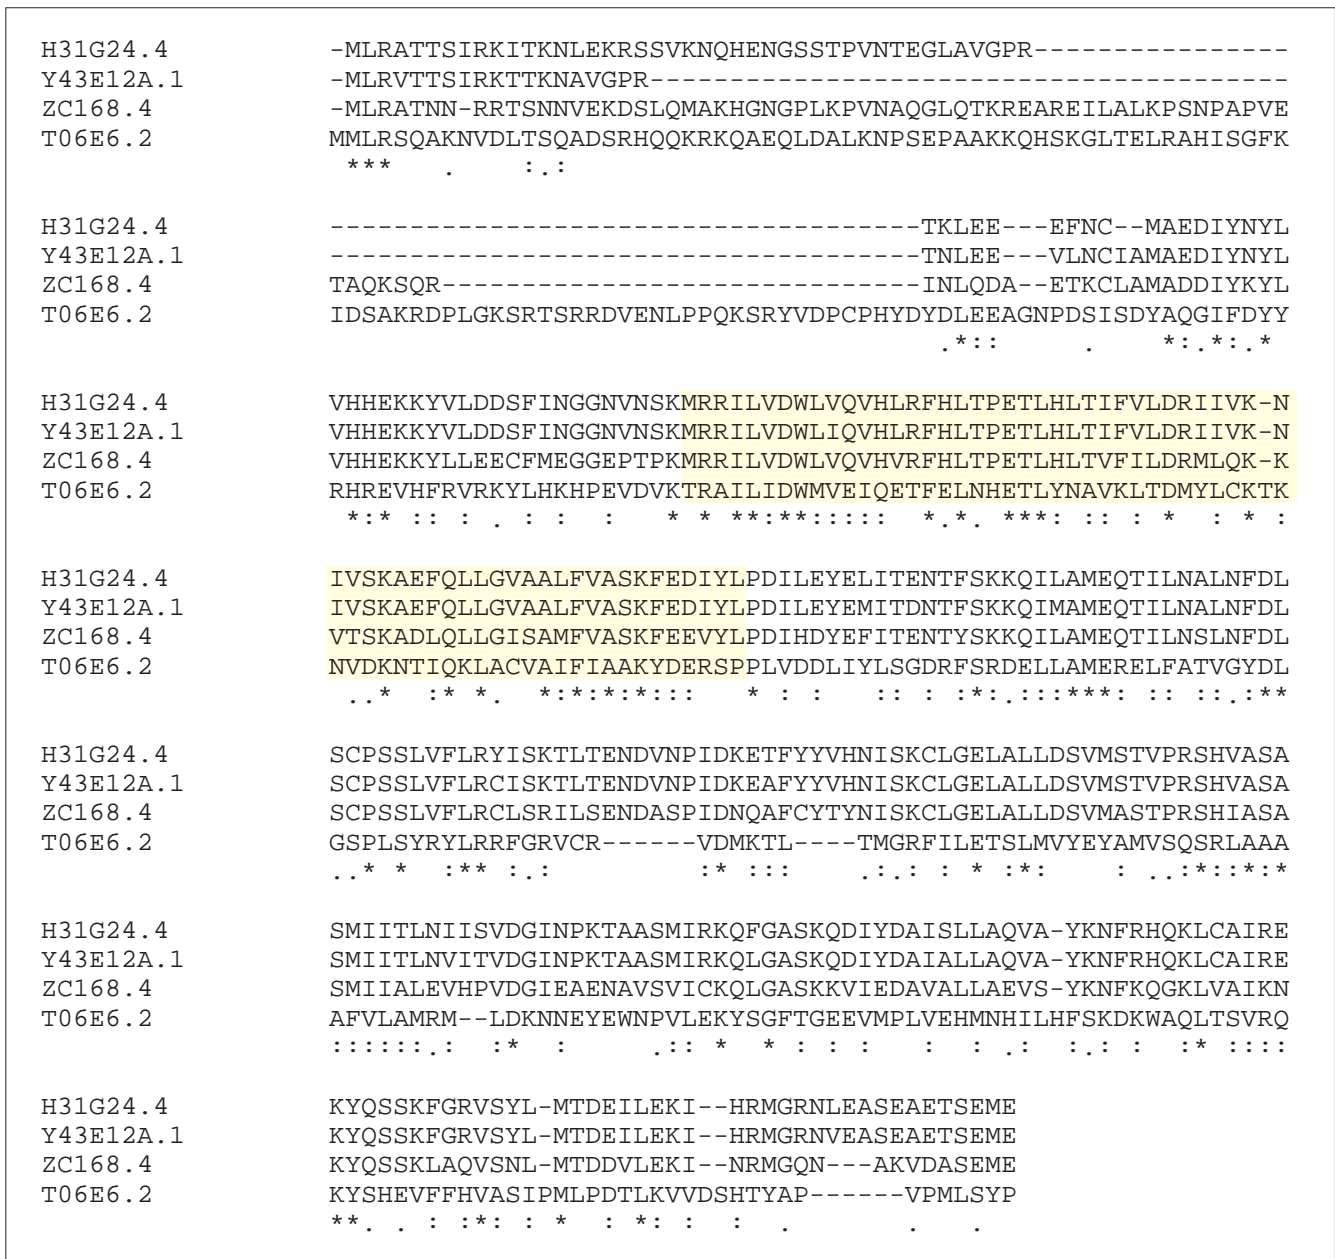 H31G24.4 -MLRATTSIRKITKNLEKRSSVKNQHENGSSTPVNTEGLAVGPR----------------
Y43E12A.1 -MLRVTTSIRKTTKNAVGPR----------------------------------------
ZC168.4 -MLRATNN-RRTSNNVEKDSLQMAKHGNGPLKPVNAQGLQTKREAREILALKPSNPAPVE
T06E6.2 MMLRSQAKNVDLTSQADSRHQQKRKQAEQLDALKNPSEPAAKKQHSKGLTELRAHISGFK
*** . :.:
H31G24.4 -------------------------------------TKLEE---EFNC--MAEDIYNYL
Y43E12A.1 -------------------------------------TNLEE---VLNCIAMAEDIYNYL
ZC168.4 TAQKSQR------------------------------INLQDA--ETKCLAMADDIYKYL
T06E6.2 IDSAKRDPLGKSRTSRRDVENLPPQKSRYVDPCPHYDYDLEEAGNPDSISDYAQGIFDYY
.*:: . *:.*:.*
H31G24.4 VHHEKKYVLDDSFINGGNVNSKMRRILVDWLVQVHLRFHLTPETLHLTIFVLDRIIVK-N
Y43E12A.1 VHHEKKYVLDDSFINGGNVNSKMRRILVDWLIQVHLRFHLTPETLHLTIFVLDRIIVK-N
ZC168.4 VHHEKKYLLEECFMEGGEPTPKMRRILVDWLVQVHVRFHLTPETLHLTVFILDRMLQK-K
T06E6.2 RHREVHFRVRKYLHKHPEVDVKTRAILIDWMVEIQETFELNHETLYNAVKLTDMYLCKTK
*:* :: : . : : : * * **:**::::: *.*. ***: :: : * : * :
H31G24.4 IVSKAEFQLLGVAALFVASKFEDIYLPDILEYELITENTFSKKQILAMEQTILNALNFDL
Y43E12A.1 IVSKAEFQLLGVAALFVASKFEDIYLPDILEYEMITDNTFSKKQIMAMEQTILNALNFDL
ZC168.4 VTSKADLQLLGISAMFVASKFEEVYLPDIHDYEFITENTYSKKQILAMEQTILNSLNFDL
T06E6.2 NVDKNTIQKLACVAIFIAAKYDERSPPLVDDLIYLSGDRFSRDELLAMERELFATVGYDL
..* :* *. *:*:*:*::: * : : :: : :*:.:::***: :: ::.:**
H31G24.4 SCPSSLVFLRYISKTLTENDVNPIDKETFYYVHNISKCLGELALLDSVMSTVPRSHVASA
Y43E12A.1 SCPSSLVFLRCISKTLTENDVNPIDKEAFYYVHNISKCLGELALLDSVMSTVPRSHVASA
ZC168.4 SCPSSLVFLRCLSRILSENDASPIDNQAFCYTYNISKCLGELALLDSVMASTPRSHIASA
T06E6.2 GSPLSYRYLRRFGRVCR------VDMKTL----TMGRFILETSLMVYEYAMVSQSRLAAA
..* * :** :.: :* ::: .:.: : * :*: : ..:*::*:*
H31G24.4 SMIITLNIISVDGINPKTAASMIRKQFGASKQDIYDAISLLAQVA-YKNFRHQKLCAIRE
Y43E12A.1 SMIITLNVITVDGINPKTAASMIRKQLGASKQDIYDAIALLAQVA-YKNFRHQKLCAIRE
ZC168.4 SMIIALEVHPVDGIEAENAVSVICKQLGASKKVIEDAVALLAEVS-YKNFKQGKLVAIKN
T06E6.2 AFVLAMRM--LDKNNEYEWNPVLEKYSGFTGEEVMPLVEHMNHILHFSKDKWAQLTSVRQ
::::::.: :* : .:: * * : : : : : .: :.: : :* ::::
H31G24.4 KYQSSKFGRVSYL-MTDEILEKI--HRMGRNLEASEAETSEME
Y43E12A.1 KYQSSKFGRVSYL-MTDEILEKI--HRMGRNVEASEAETSEME
ZC168.4 KYQSSKLAQVSNL-MTDDVLEKI--NRMGQN---AKVDASEME
T06E6.2 KYSHEVFFHVASIPMLPDTLKVVDSHTYAP------VPMLSYP
**. . : :*: : * : *: : : . . .